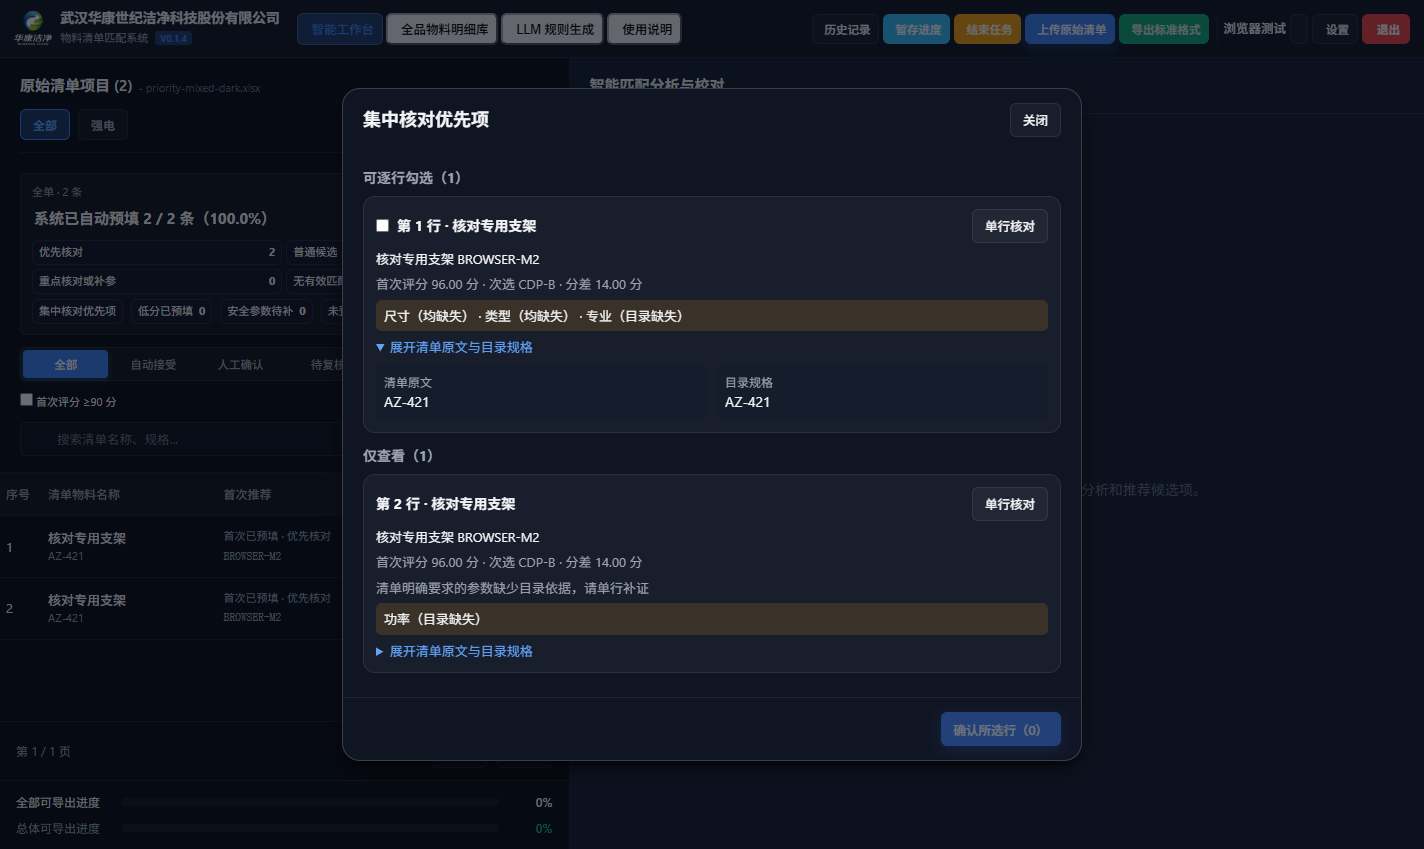 武汉华康世纪洁净科技股份有限公司
华康洁净
物料清单匹配系统 V0.1.4
智能工作台 全品物料明细库 LLM 规则生成 使用说明
历史记录 暂存进度 结束任务 上传原始清单 导出标准格式 浏览器测试 设置 退出
原始清单项目 (2) - priority-mixed-dark.xlsx
全部 强电
全单 · 2 条
系统已自动预填 2 / 2 条（100.0%）
优先核对 2 普通候选
重点核对或补参 0 无有效匹配
集中核对优先项 低分已预填 0 安全参数待补 0
全部 自动接受 人工确认 待复核
首次评分 ≥90 分
搜索清单名称、规格...
序号 清单物料名称 首次推荐
1 核对专用支架 首次已预填 · 优先核对
AZ-421 BROWSER-M2
2 核对专用支架 首次已预填 · 优先核对
AZ-421 BROWSER-M2
第 1 / 1 页
全部可导出进度 0%
总体可导出进度 0%
智能匹配分析与校对
分析和推荐候选项。
集中核对优先项 关闭
可逐行勾选（1）
第 1 行 · 核对专用支架 单行核对
核对专用支架 BROWSER-M2
首次评分 96.00 分 · 次选 CDP-B · 分差 14.00 分
尺寸（均缺失） · 类型（均缺失） · 专业（目录缺失）
展开清单原文与目录规格
清单原文 目录规格
AZ-421 AZ-421
仅查看（1）
第 2 行 · 核对专用支架 单行核对
核对专用支架 BROWSER-M2
首次评分 96.00 分 · 次选 CDP-B · 分差 14.00 分
清单明确要求的参数缺少目录依据，请单行补证
功率（目录缺失）
展开清单原文与目录规格
确认所选行（0）